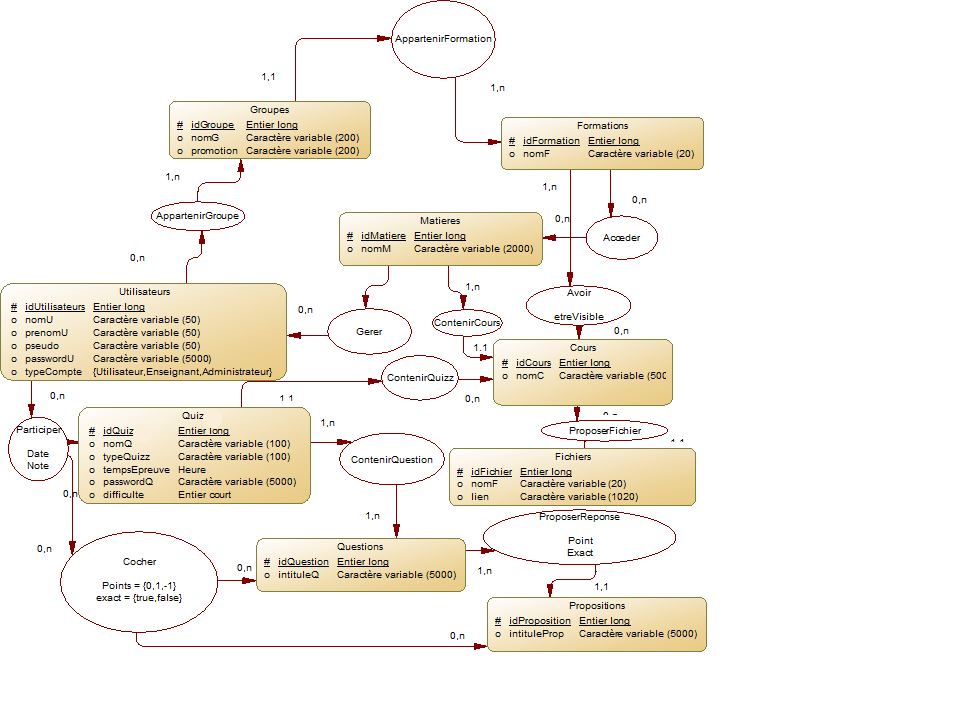 AppartenirFormation
1,1
1,n
Groupes
# idGroupe Entier long
o nomG Caractère variable (200)
o promotion Caractère variable (200)
Formations
# idFormation Entier long
o nomF Caractère variable (20)
1,n
AppartenirGroupe
0,n
1,n
0,n
0,n
Accéder
Matieres
# idMatiere Entier long
o nomM Caractère variable (2000)
Utilisateurs
# idUtilisateurs Entier long
o nomU Caractère variable (50)
o prenomU Caractère variable (50)
o pseudo Caractère variable (50)
o passwordU Caractère variable (5000)
o typeCompte {Utilisateur,Enseignant,Administrateur}
0,n
Gerer
1,n
ContenirCours
1,1
Avoir
etreVisible
0,n
Cours
# idCours Entier long
o nomC Caractère variable (500
ContenirQuizz
1,1
0,n
0,n
Participer
Date
Note
0,n
Quiz
# idQuiz Entier long
o nomQ Caractère variable (100)
o typeQuizz Caractère variable (100)
o tempsEpreuve Heure
o passwordQ Caractère variable (5000)
o difficulte Entier court
1,n
ContenirQuestion
1,n
ProposerFichier
Fichiers
# idFichier Entier long
o nomF Caractère variable (20)
o lien Caractère variable (1020)
ProposerReponse
Point
Exact
0,n
Cocher
Points = {0,1,-1}
exact = {true,false}
0,n
Questions
# idQuestion Entier long
o intituleQ Caractère variable (5000)
1,n
1,1
Propositions
# idProposition Entier long
o intituleProp Caractère variable (5000)
0,n